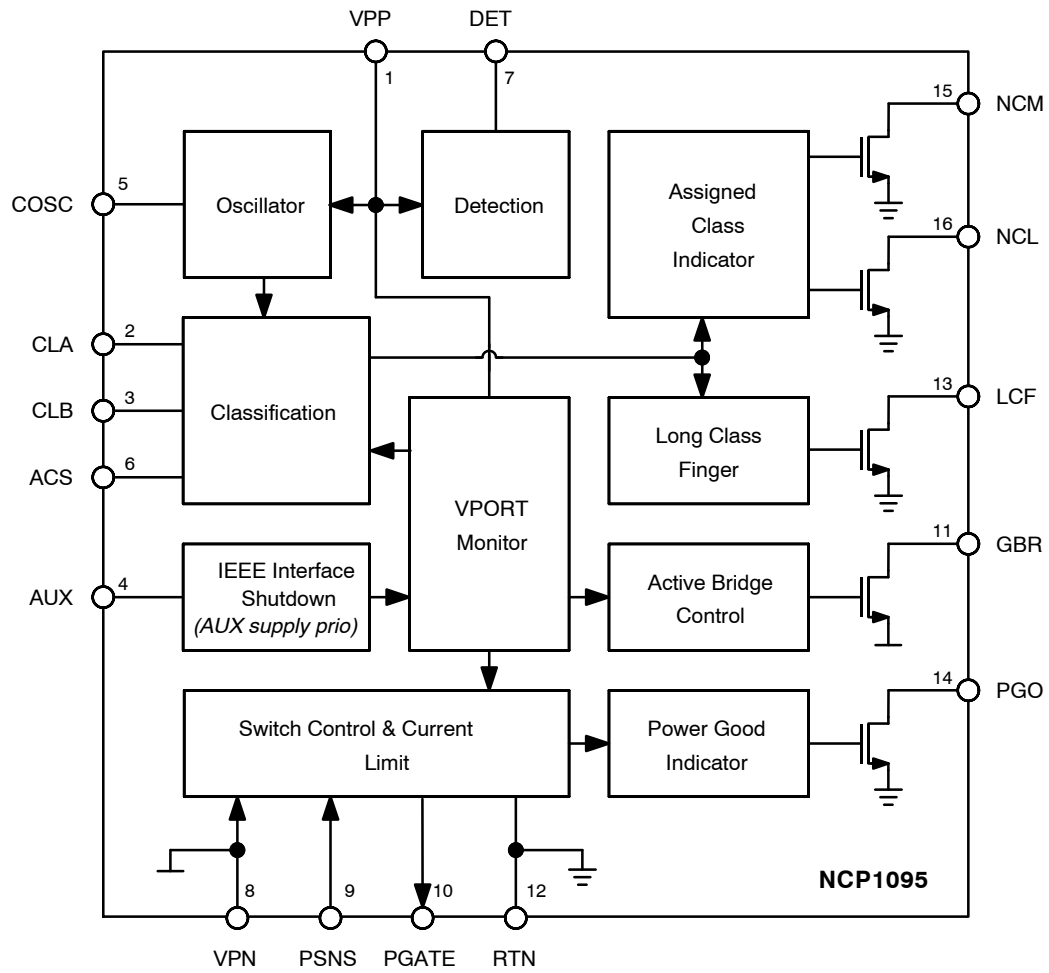 VPP
DET
1
7
15
NCM
5
COSC
Oscillator
Detection
Assigned
Class
Indicator
16
NCL
2
CLA
3
CLB
Classification
6
ACS
13
LCF
Long Class
Finger
VPORT
Monitor
11
GBR
4
AUX
IEEE Interface
Shutdown
(AUX supply prio)
Active Bridge
Control
14
PGO
Switch Control & Current
Limit
Power Good
Indicator
8
9
10
12
NCP1095
VPN
PSNS
PGATE
RTN